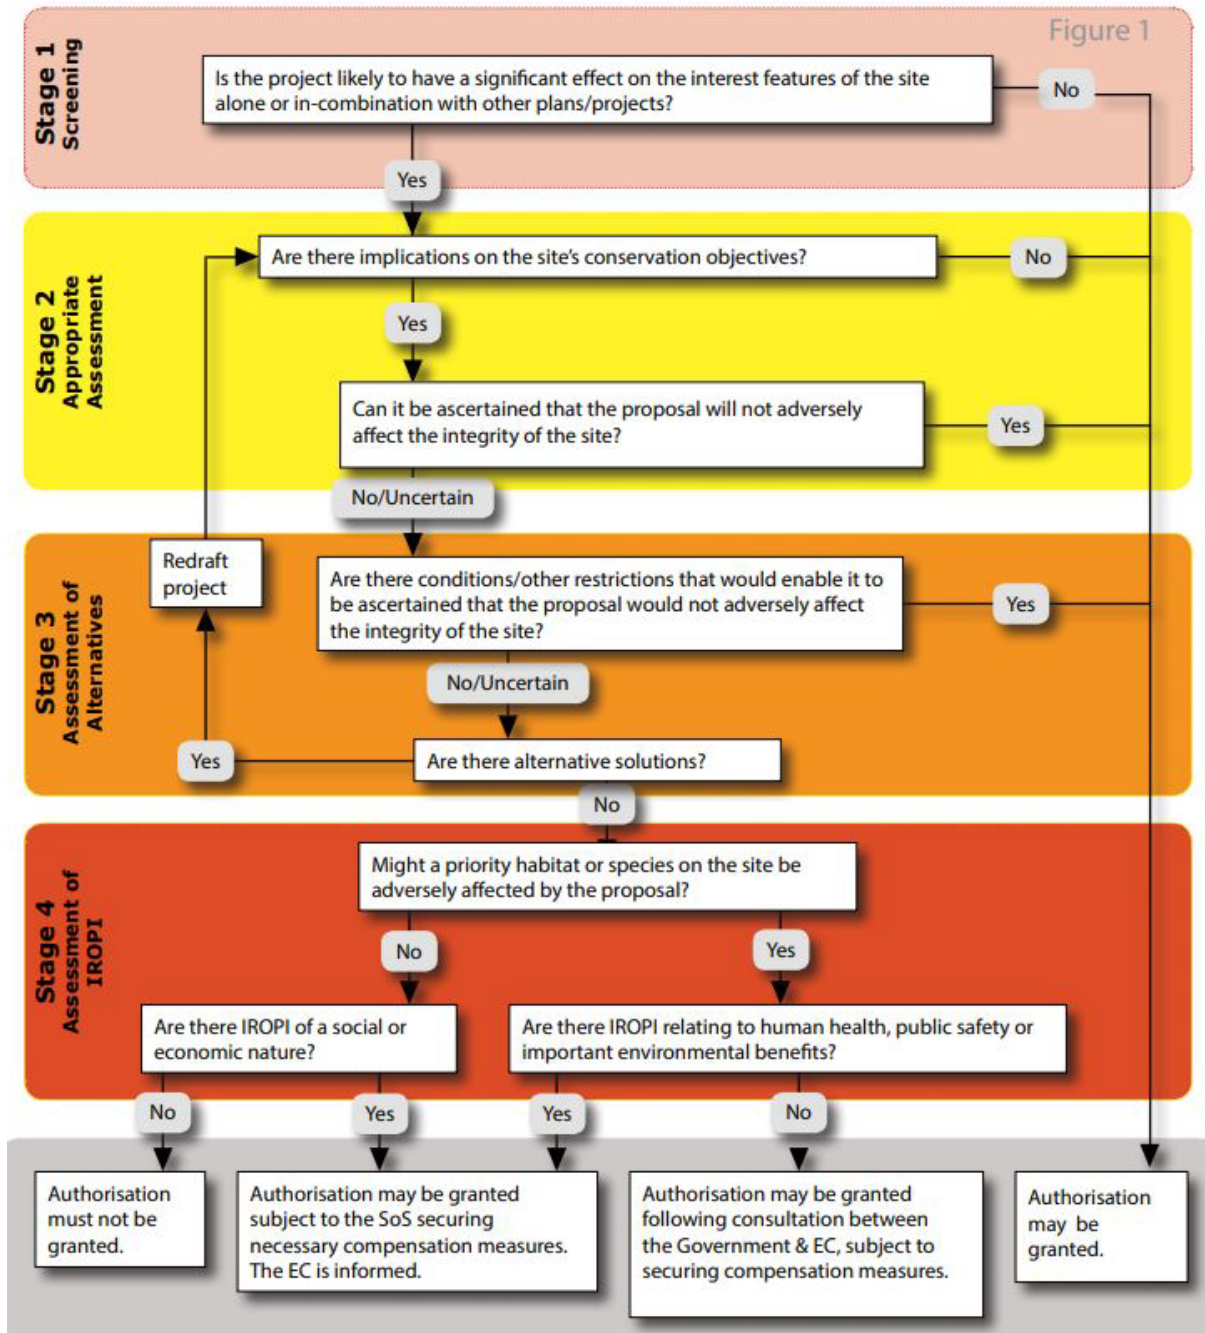 Figure 1
Stage 1
Screening
Is the project likely to have a significant effect on the interest features of the site
alone or in-combination with other plans/projects?
No
Yes
Stage 2
Appropriate
Assessment
Are there implications on the site's conservation objectives?
No
Yes
Can it be ascertained that the proposal will not adversely
affect the integrity of the site?
Yes
No/Uncertain
Stage 3
Assessment of
Alternatives
Redraft
project
Are there conditions/other restrictions that would enable it to
be ascertained that the proposal would not adversely affect
the integrity of the site?
Yes
No/Uncertain
Are there alternative solutions?
Yes
No
Stage 4
Assessment of
IROPI
Might a priority habitat or species on the site be
adversely affected by the proposal?
No
Yes
Are there IROPI of a social or
economic nature?
Are there IROPI relating to human health, public safety or
important environmental benefits?
No
Yes
Yes
No
Authorisation
must not be
granted.
Authorisation may be granted
subject to the SoS securing
necessary compensation measures.
The EC is informed.
Authorisation may be granted
following consultation between
the Government & EC, subject to
securing compensation measures.
Authorisation
may be
granted.